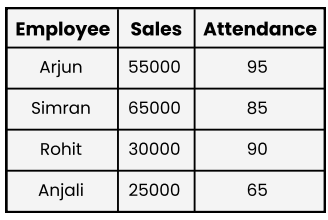 Employee Sales Attendance
Arjun 55000 95
Simran 65000 85
Rohit 30000 90
Anjali 25000 65